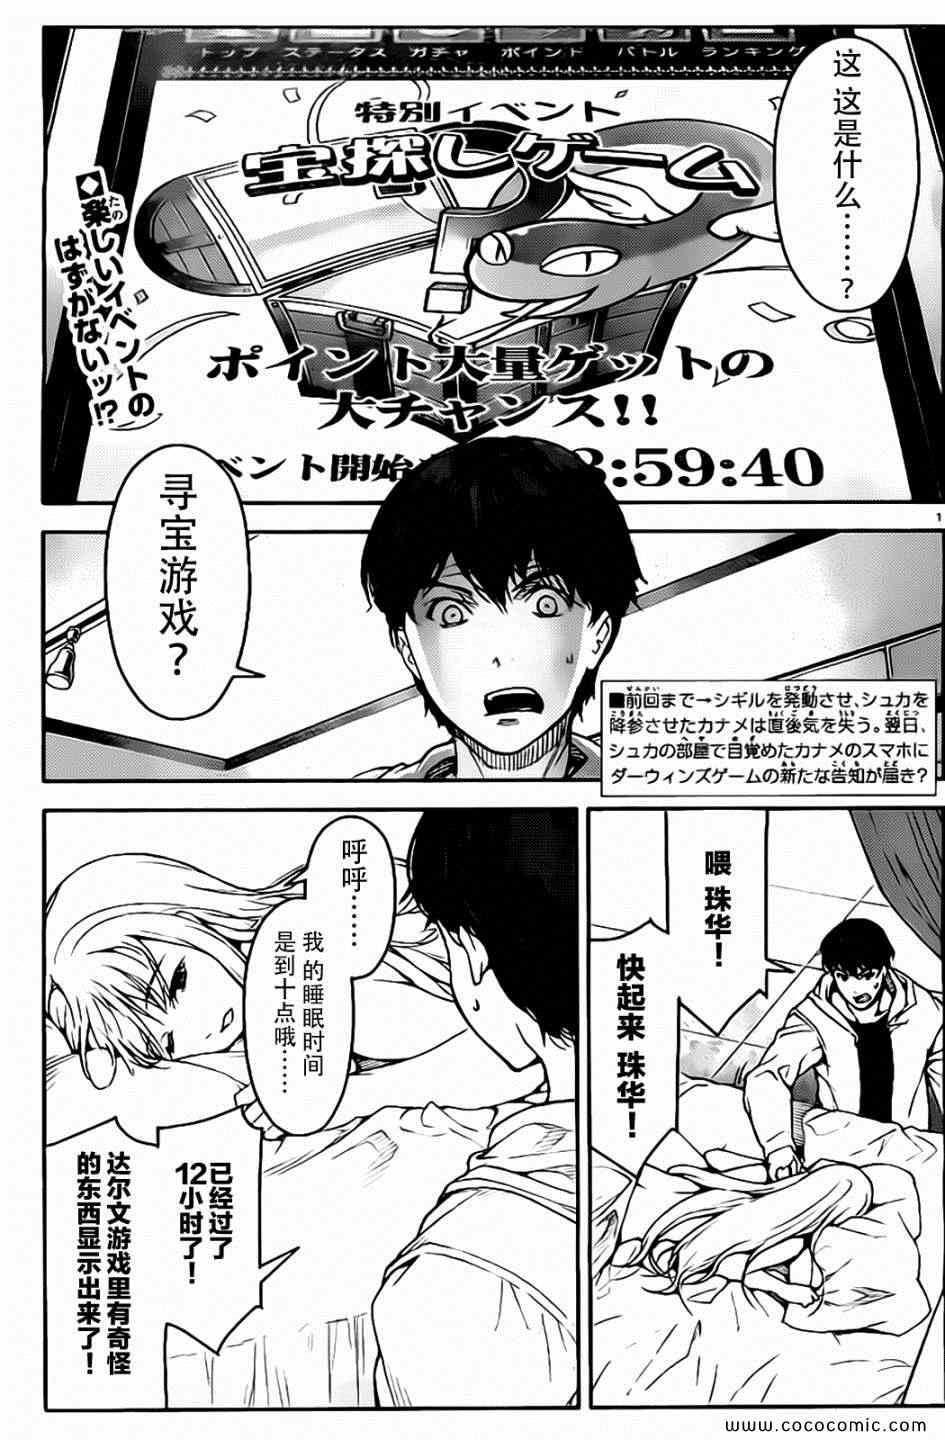 トップ ステータス ガチャ ポイント バトル ランキング
这 这是
什么……？
特別イベント
宝探しゲーム
◆楽しいイベントの
たの
はずがないッ!?
ポイント大量ゲットの
大チャンス!!
ベント開始
:59:40
1
寻宝游戏？
■前回まで→シギルを発動させ、シュカを
降参させたカナメは直後気を失う。翌日、
シュカの部屋で目覚めたカナメのスマホに
ダーウィンズゲームの新たな告知が届き?
喂 珠华！
快起来 珠华！
呼呼……
我 的睡眠时间
是到十点哦……
已经过了
12小时了！
达尔文游戏里有奇怪
的东西显示出来了！
www.cococomic.com